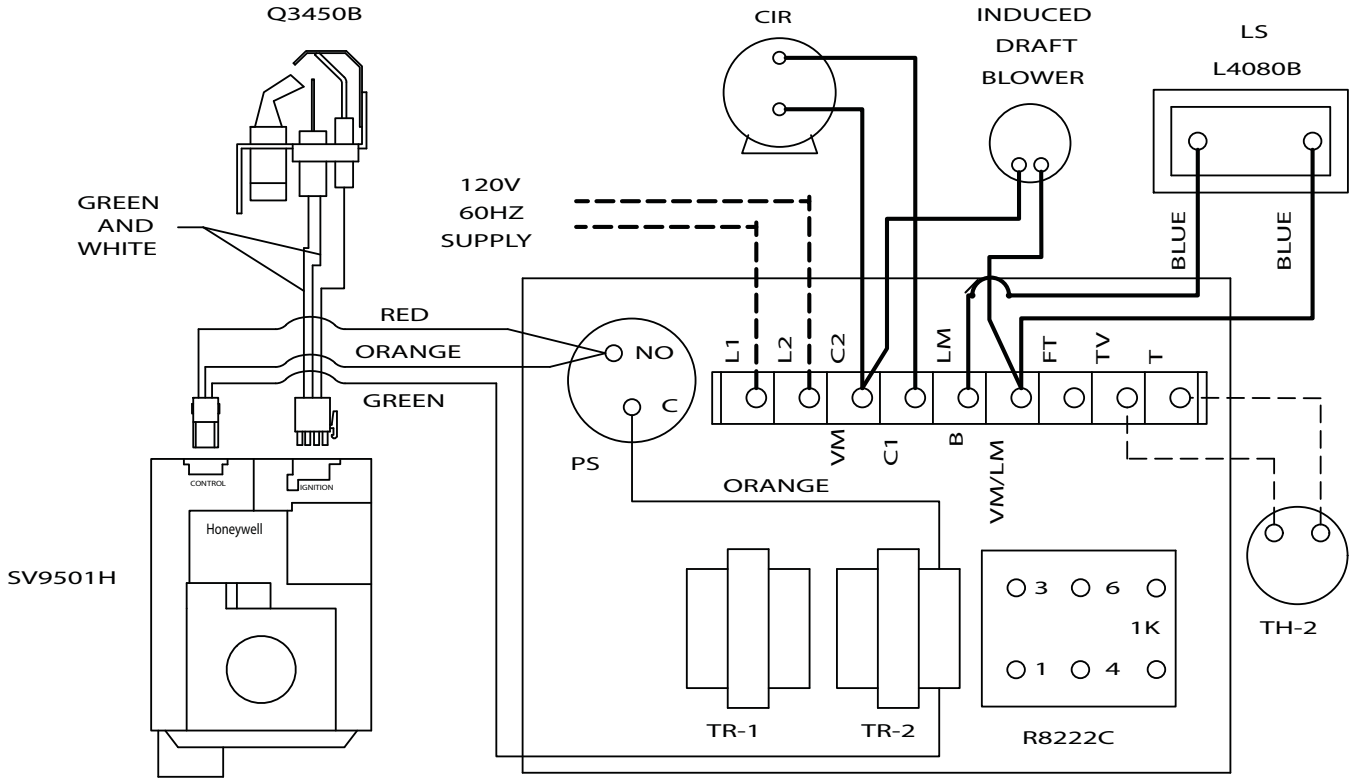 Q3450B
CIR
INDUCED
DRAFT
BLOWER
LS
L4080B
120V
60HZ
SUPPLY
GREEN
AND
WHITE
BLUE
BLUE
RED
ORANGE
GREEN
NO
C
PS
L1
L2
C2
LM
FT
TV
T
VM
C1
B
VM/LM
ORANGE
CONTROL
IGNITION
Honeywell
SV9501H
3
6
1K
1
4
TH-2
TR-1
TR-2
R8222C